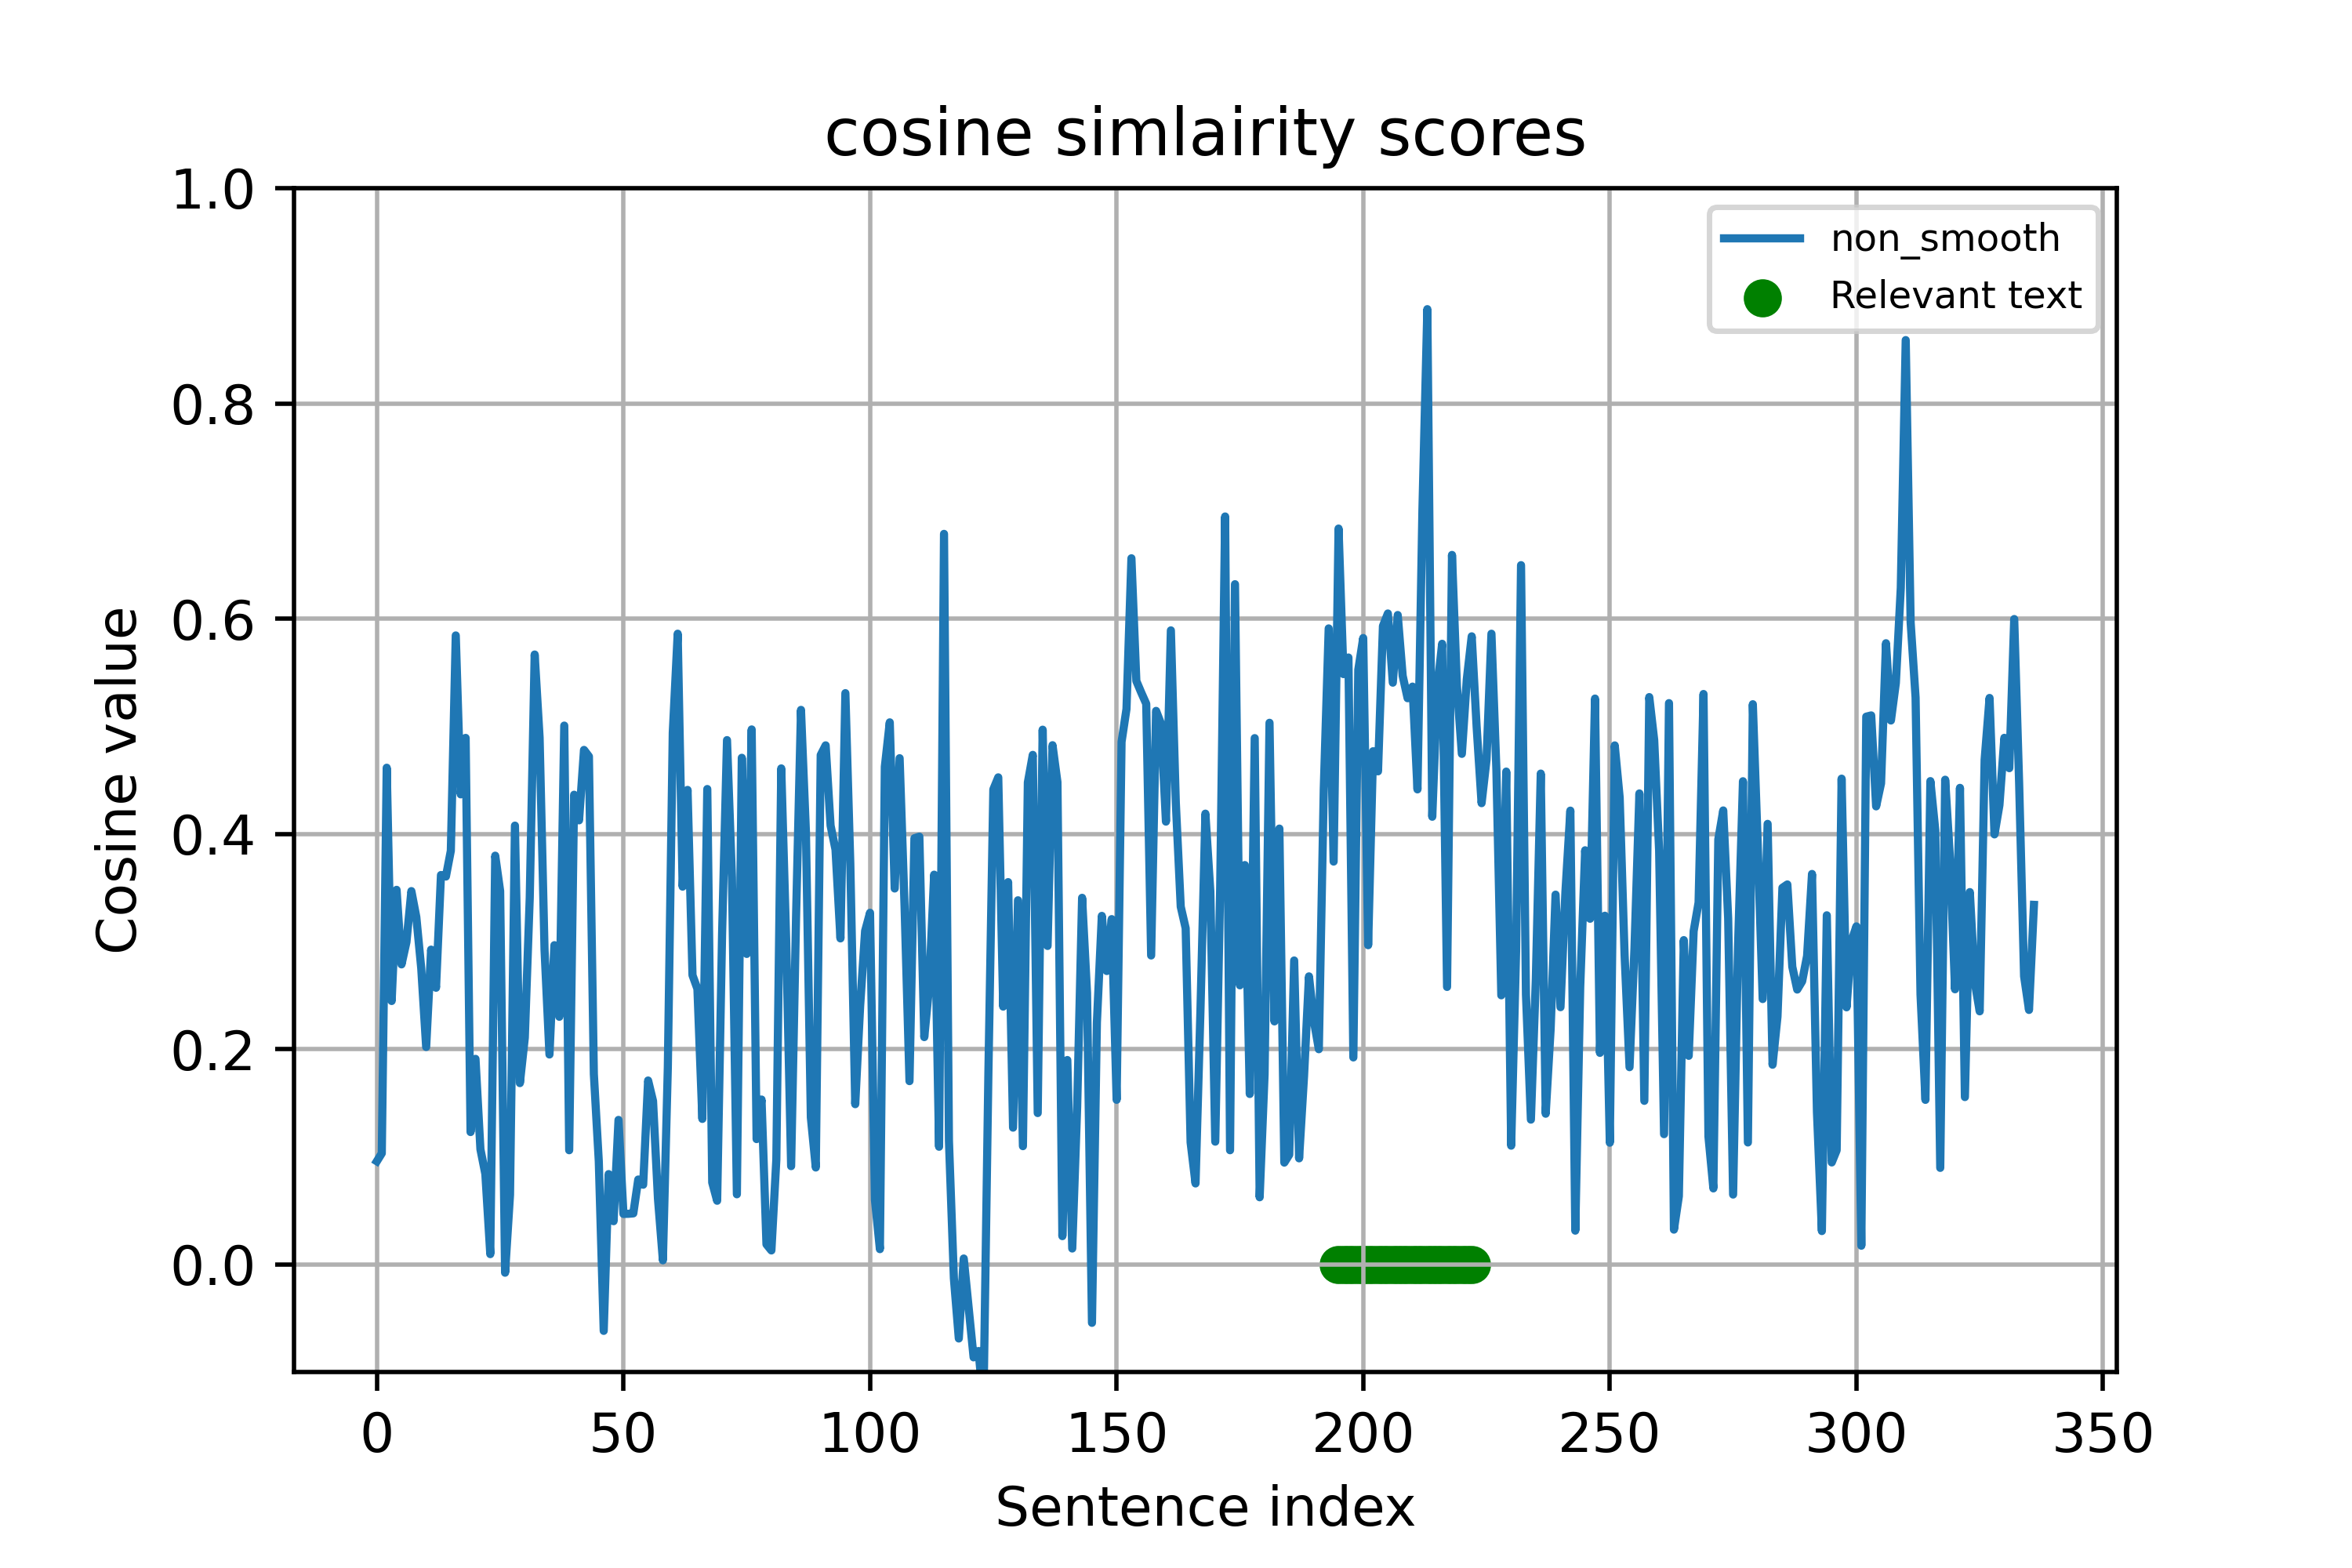 cosine simlairity scores
1.0
0.8
0.6
0.4
0.2
0.0
Cosine value
non_smooth
Relevant text
0 50 100 150 200 250 300 350
Sentence index